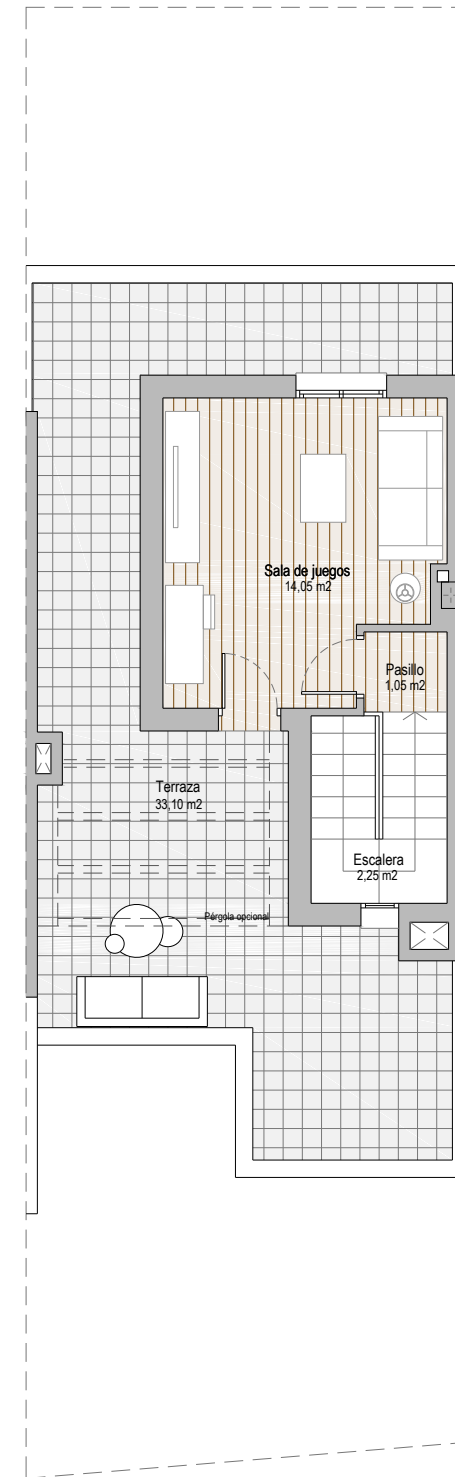 Sala de juegos
14,05 m2
Pasillo
1,05 m2
Terraza
33,10 m2
Escalera
2,25 m2
Pérgola opcional